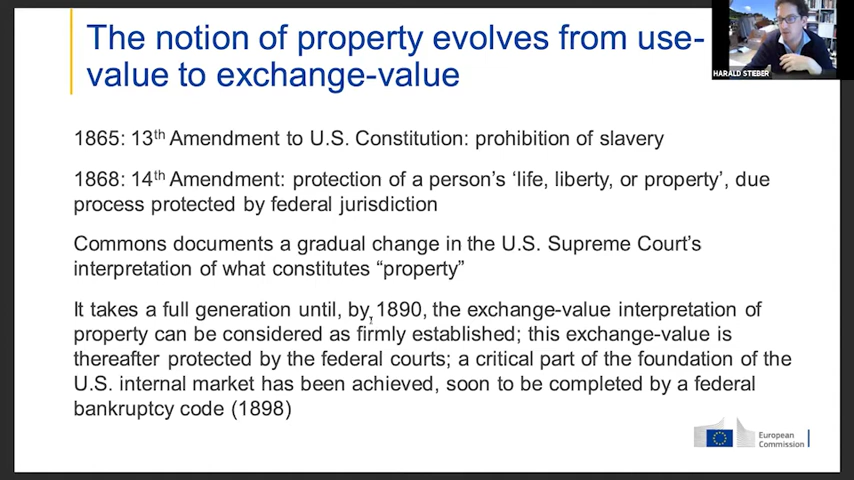 The notion of property evolves from use-
value to exchange-value
HARALD STIEBER
1865: 13th Amendment to U.S. Constitution: prohibition of slavery
1868: 14th Amendment: protection of a person's 'life, liberty, or property', due
process protected by federal jurisdiction
Commons documents a gradual change in the U.S. Supreme Court's
interpretation of what constitutes “property”
It takes a full generation until, by 1890, the exchange-value interpretation of
property can be considered as firmly established; this exchange-value is
thereafter protected by the federal courts; a critical part of the foundation of the
U.S. internal market has been achieved, soon to be completed by a federal
bankruptcy code (1898)
European
Commission